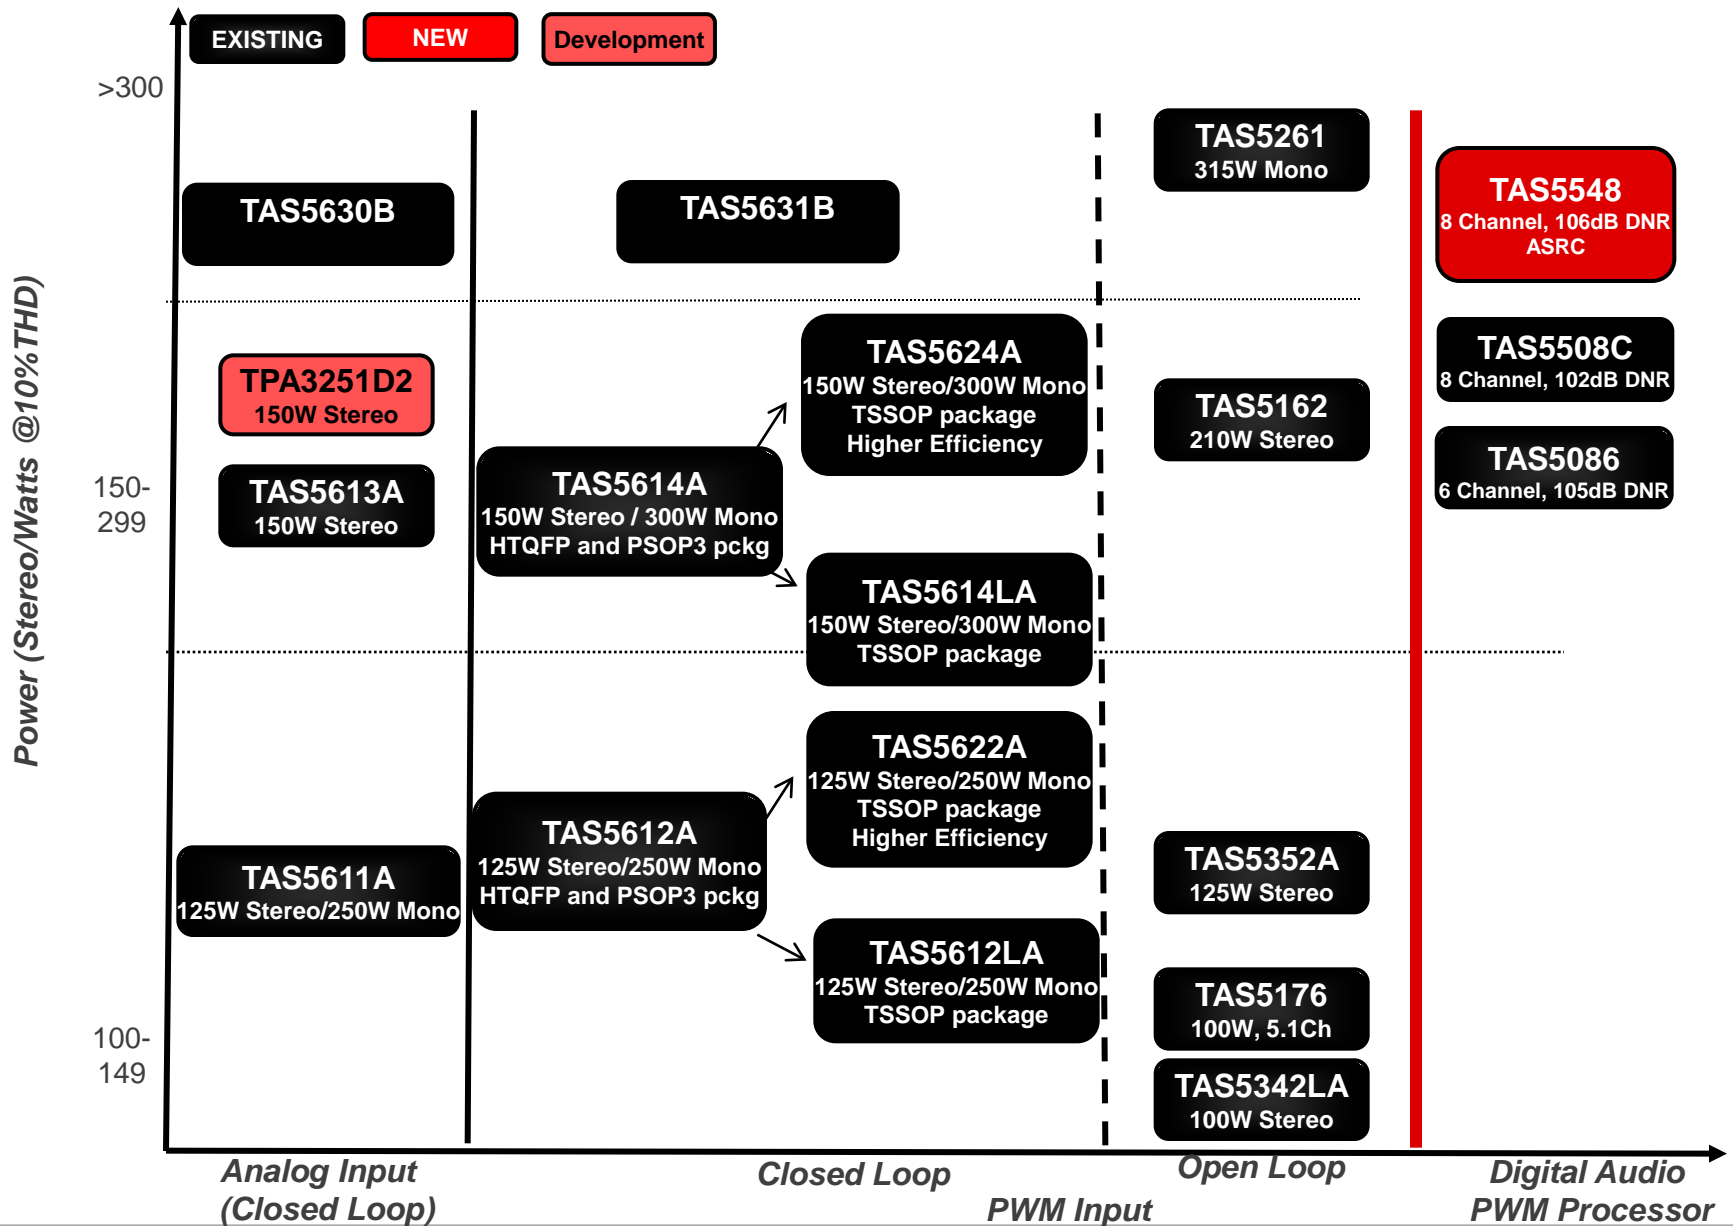 EXISTING
NEW
Development
>300
150-
299
100-
149
Power (Stereo/Watts @10%THD)
TAS5630B
TPA3251D2
150W Stereo
TAS5613A
150W Stereo
TAS5611A
125W Stereo/250W Mono
TAS5631B
TAS5614A
150W Stereo / 300W Mono
HTQFP and PSOP3 pckg
TAS5624A
150W Stereo/300W Mono
TSSOP package
Higher Efficiency
TAS5614LA
150W Stereo/300W Mono
TSSOP package
TAS5612A
125W Stereo/250W Mono
HTQFP and PSOP3 pckg
TAS5622A
125W Stereo/250W Mono
TSSOP package
Higher Efficiency
TAS5612LA
125W Stereo/250W Mono
TSSOP package
TAS5261
315W Mono
TAS5162
210W Stereo
TAS5352A
125W Stereo
TAS5176
100W, 5.1Ch
TAS5342LA
100W Stereo
TAS5548
8 Channel, 106dB DNR
ASRC
TAS5508C
8 Channel, 102dB DNR
TAS5086
6 Channel, 105dB DNR
Analog Input
(Closed Loop)
Closed Loop
Open Loop
PWM Input
Digital Audio
PWM Processor